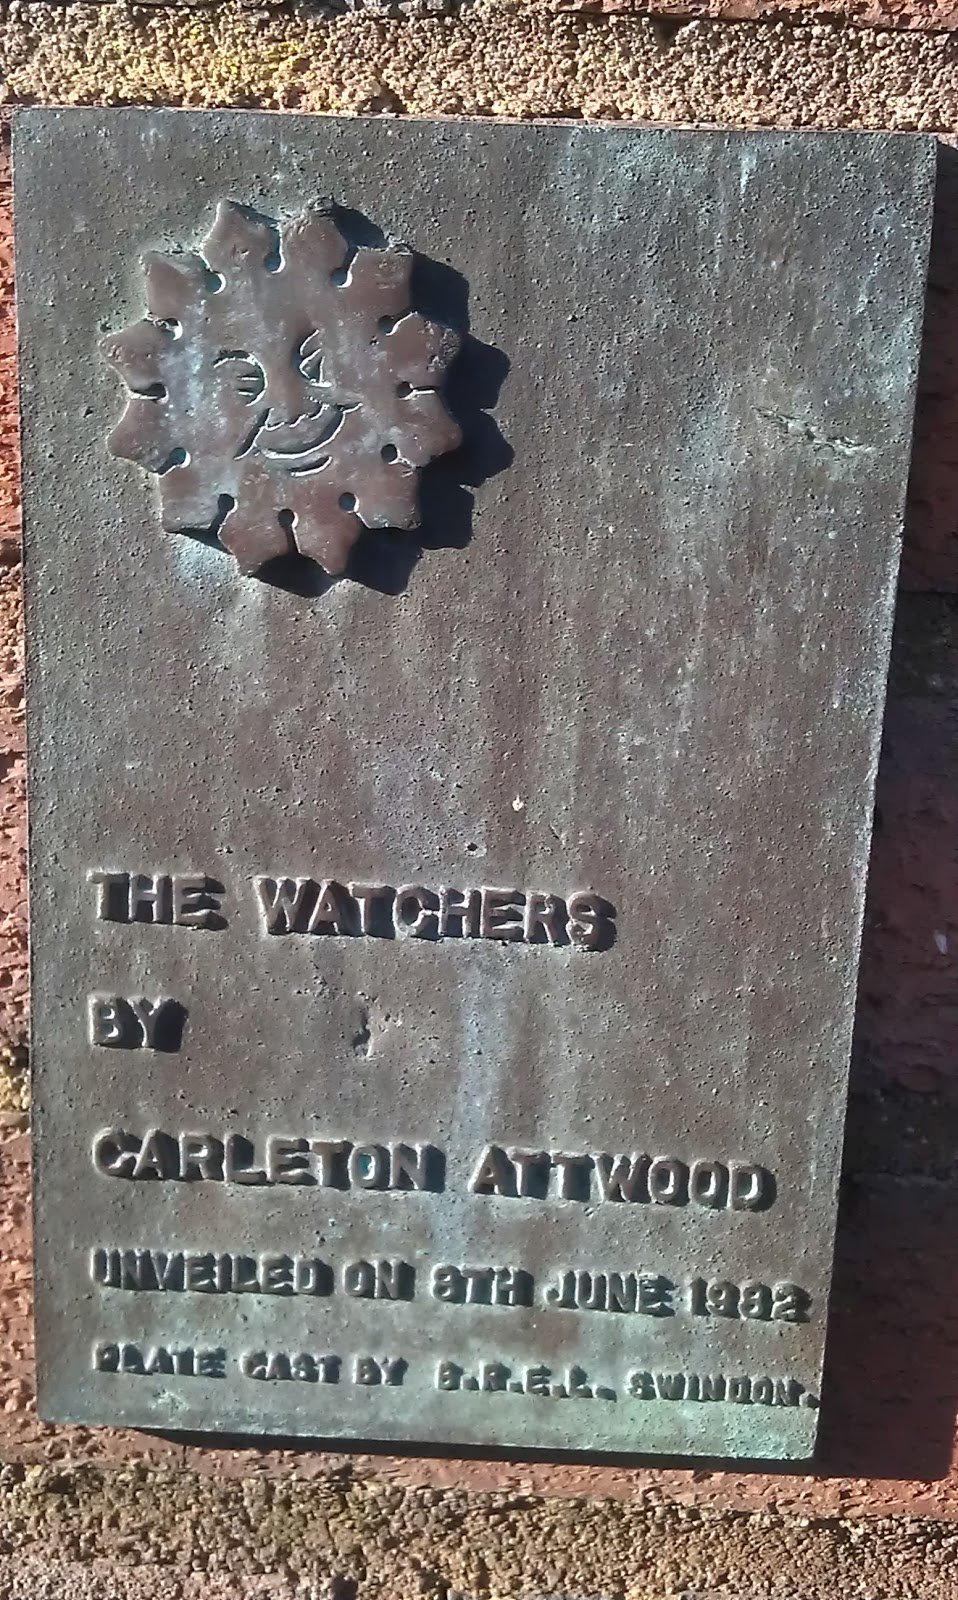 THE WATCHERS
BY
CARLETON ATTWOOD
UNVEILED ON 8TH JUNE 1982
PLATE CAST BY B.R.E.L. SWINDON.